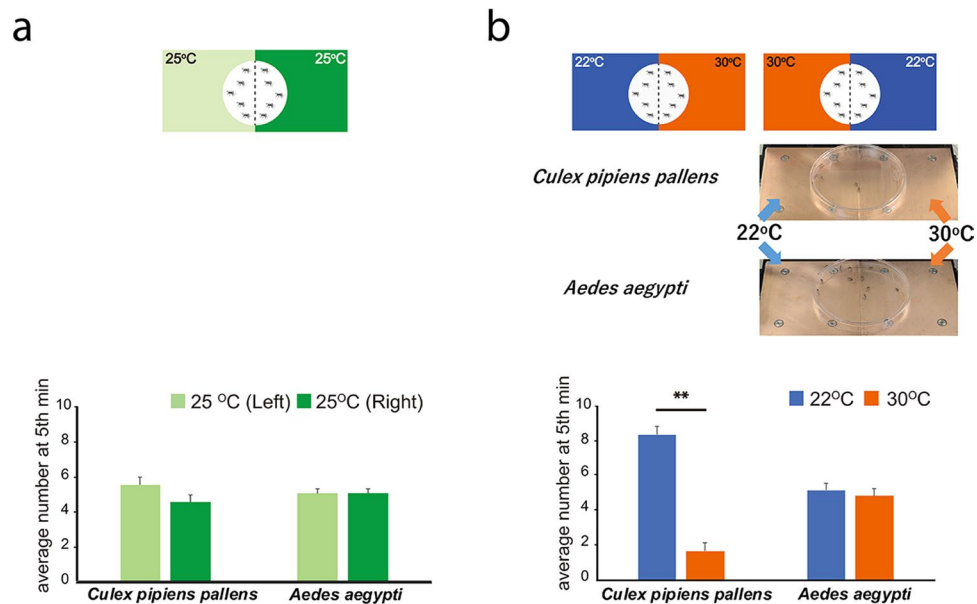 a
25°C 25°C
10
8
6
4
2
0
average number at 5th min
25 °C (Left) 25°C (Right)
Culex pipiens pallens Aedes aegypti
b
22°C 30°C 30°C 22°C
Culex pipiens pallens
22°C 30°C
Aedes aegypti
10
8
6
4
2
0
average number at 5th min
**
22°C 30°C
Culex pipiens pallens Aedes aegypti